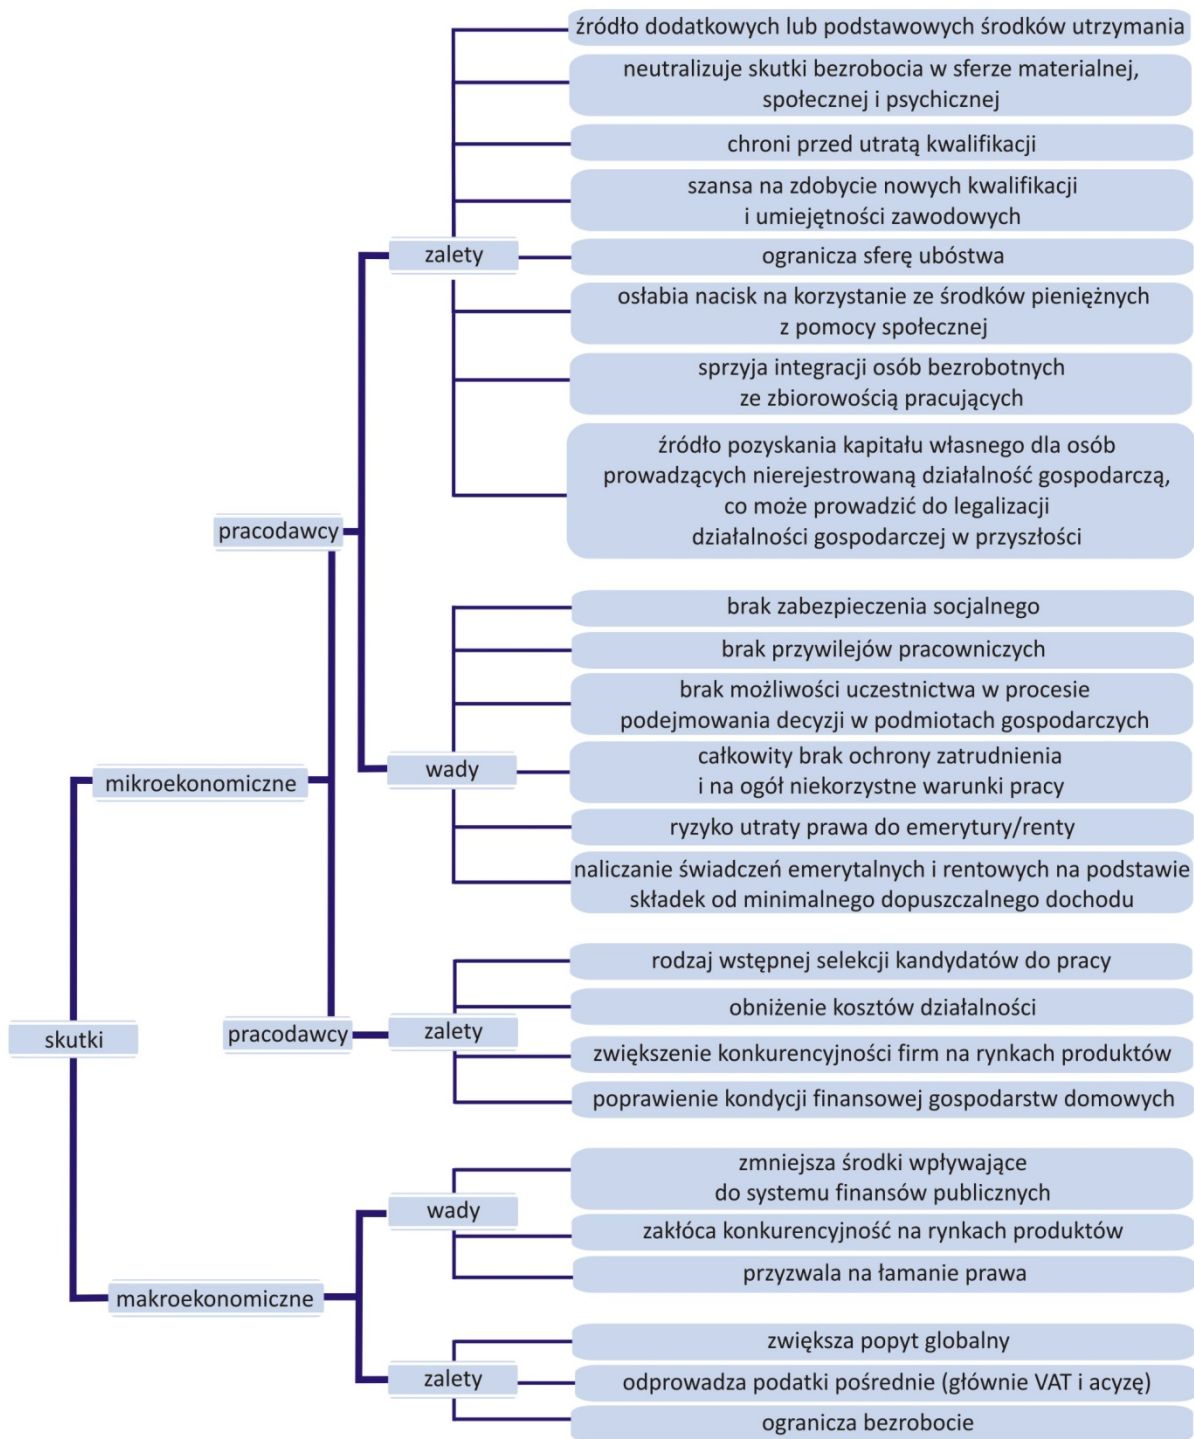 źródło dodatkowych lub podstawowych środków utrzymania
neutralizuje skutki bezrobocia w sferze materialnej,
społecznej i psychicznej
chroni przed utratą kwalifikacji
szansa na zdobycie nowych kwalifikacji
i umiejętności zawodowych
zalety
ogranicza sferę ubóstwa
osłabia nacisk na korzystanie ze środków pieniężnych
z pomocy społecznej
sprzyja integracji osób bezrobotnych
ze zbiorowością pracujących
źródło pozyskania kapitału własnego dla osób
prowadzących nierejestrowaną działalność gospodarczą,
co może prowadzić do legalizacji
działalności gospodarczej w przyszłości
pracodawcy
brak zabezpieczenia socjalnego
brak przywilejów pracowniczych
brak możliwości uczestnictwa w procesie
podejmowania decyzji w podmiotach gospodarczych
wady
całkowity brak ochrony zatrudnienia
i na ogół niekorzystne warunki pracy
mikroekonomiczne
ryzyko utraty prawa do emerytury/renty
naliczanie świadczeń emerytalnych i rentowych na podstawie
składek od minimalnego dopuszczalnego dochodu
rodzaj wstępnej selekcji kandydatów do pracy
obniżenie kosztów działalności
skutki
pracodawcy
zalety
zwiększenie konkurencyjności firm na rynkach produktów
poprawienie kondycji finansowej gospodarstw domowych
zmniejsza środki wpływające
do systemu finansów publicznych
wady
zakłóca konkurencyjność na rynkach produktów
przyzwala na łamanie prawa
makroekonomiczne
zwiększa popyt globalny
zalety
odprowadza podatki pośrednie (głównie VAT i acyzę)
ogranicza bezrobocie